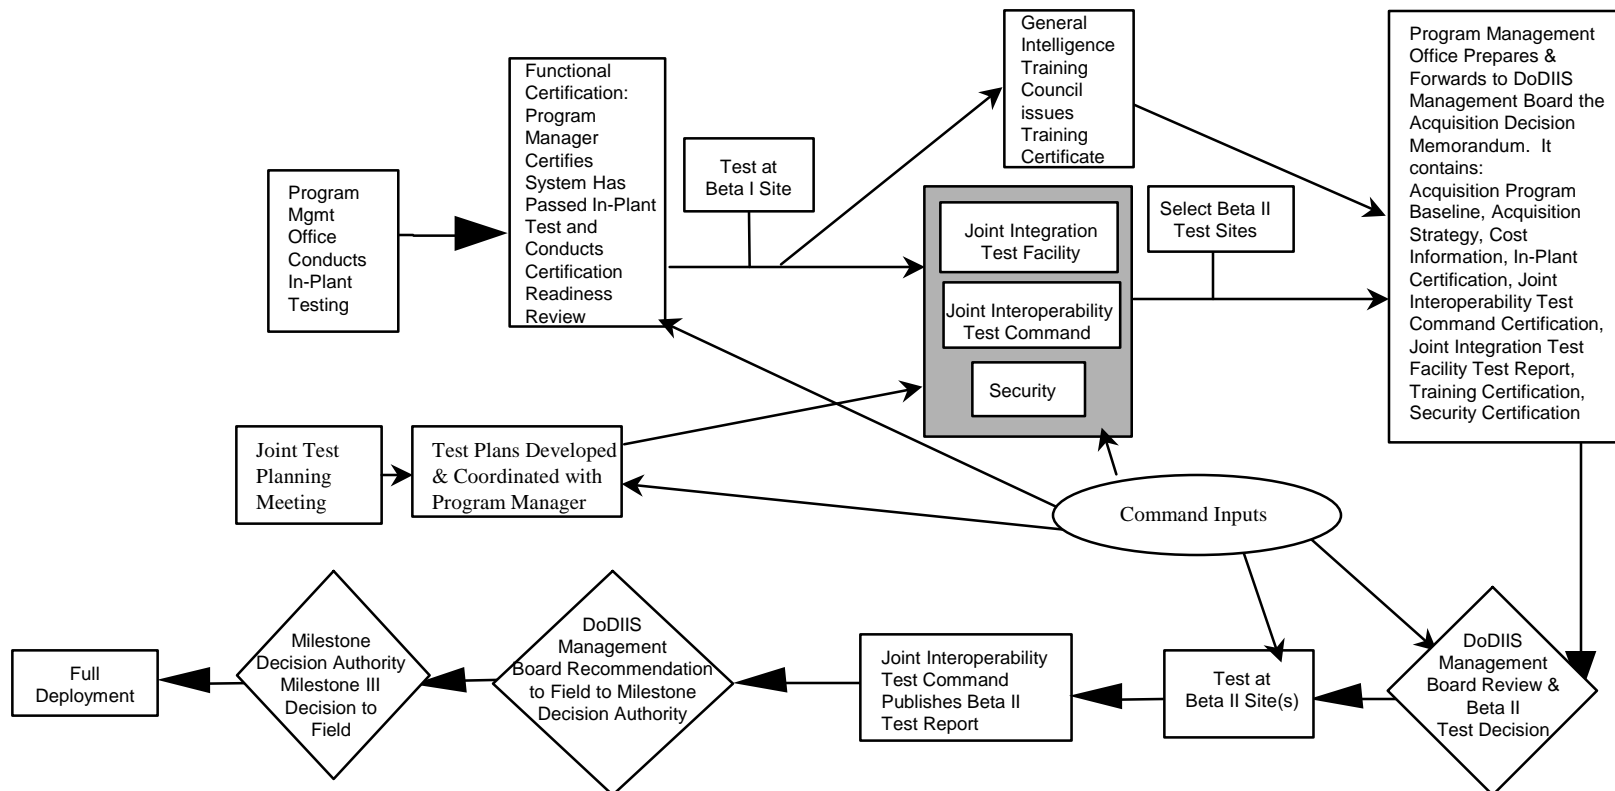 Program
Mgmt
Office
Conducts
In-Plant
Testing
Functional
Certification:
Program
Manager
Certifies
System Has
Passed In-Plant
Test and
Conducts
Certification
Readiness
Review
Test at
Beta I Site
General
Intelligence
Training
Council
issues
Training
Certificate
Joint Integration
Test Facility
Joint Interoperability
Test Command
Security
Select Beta II
Test Sites
Program Management
Office Prepares &
Forwards to DoDIIS
Management Board the
Acquisition Decision
Memorandum. It
contains:
Acquisition Program
Baseline, Acquisition
Strategy, Cost
Information, In-Plant
Certification, Joint
Interoperability Test
Command Certification,
Joint Integration Test
Facility Test Report,
Training Certification,
Security Certification
Joint Test
Planning
Meeting
Test Plans Developed
& Coordinated with
Program Manager
Command Inputs
DoDIIS
Management
Board Review &
Beta II
Test Decision
Test at
Beta II Site(s)
Joint Interoperability
Test Command
Publishes Beta II
Test Report
DoDIIS
Management
Board Recommendation
to Field to Milestone
Decision Authority
Milestone
Decision Authority
Milestone III
Decision to
Field
Full
Deployment